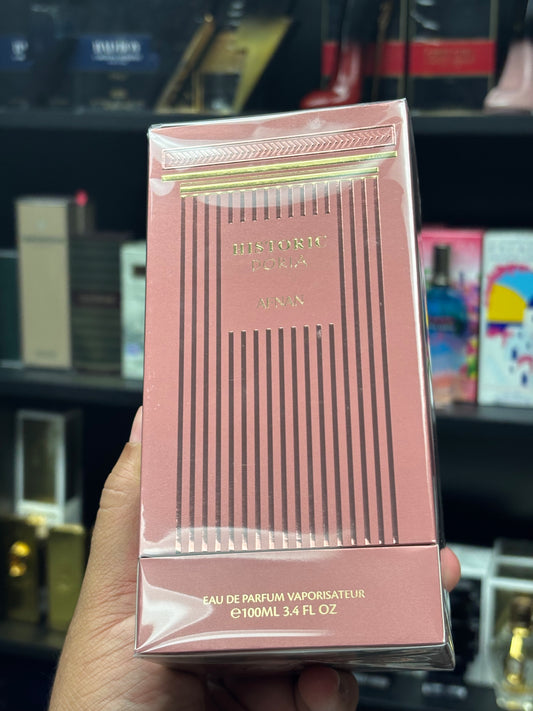 HISTORIC
DORIA
AFNAN
EAU DE PARFUM VAPORISATEUR
℮100ML 3.4 FL OZ